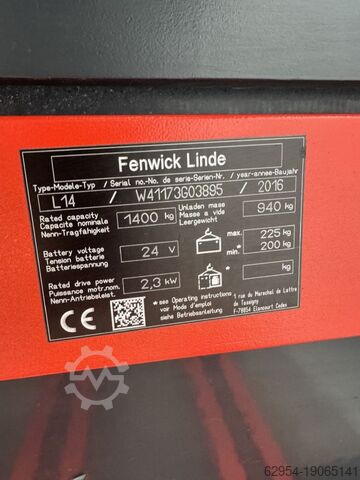 Fenwick Linde
Type-Modele-Typ / Serial no.-No. de serie-Serien-Nr. / year-annee-Baujahr
L14 / W41173G03895 / 2016
Rated capacity
Capacite nominale
Nenn-Tragfähigkeit
1400 kg
Unladen mass
Masse a vide
Leergewicht
940 kg
Battery voltage
Tension batterie
Batteriespannung
24 V
max. 225 kg
min. 200 kg
*
Rated drive power
Puissance motr.nom.
Nenn-Antriebsleist.
2,3 kW
* kg
CE
* see Operating instructions
voir Mode d'emploi
siehe Betriebsanleitung
1 rue du Marechal de Lattre
de Tassigny
F-78854 Elancourt Cedex
Machineseeker
62954-19065141